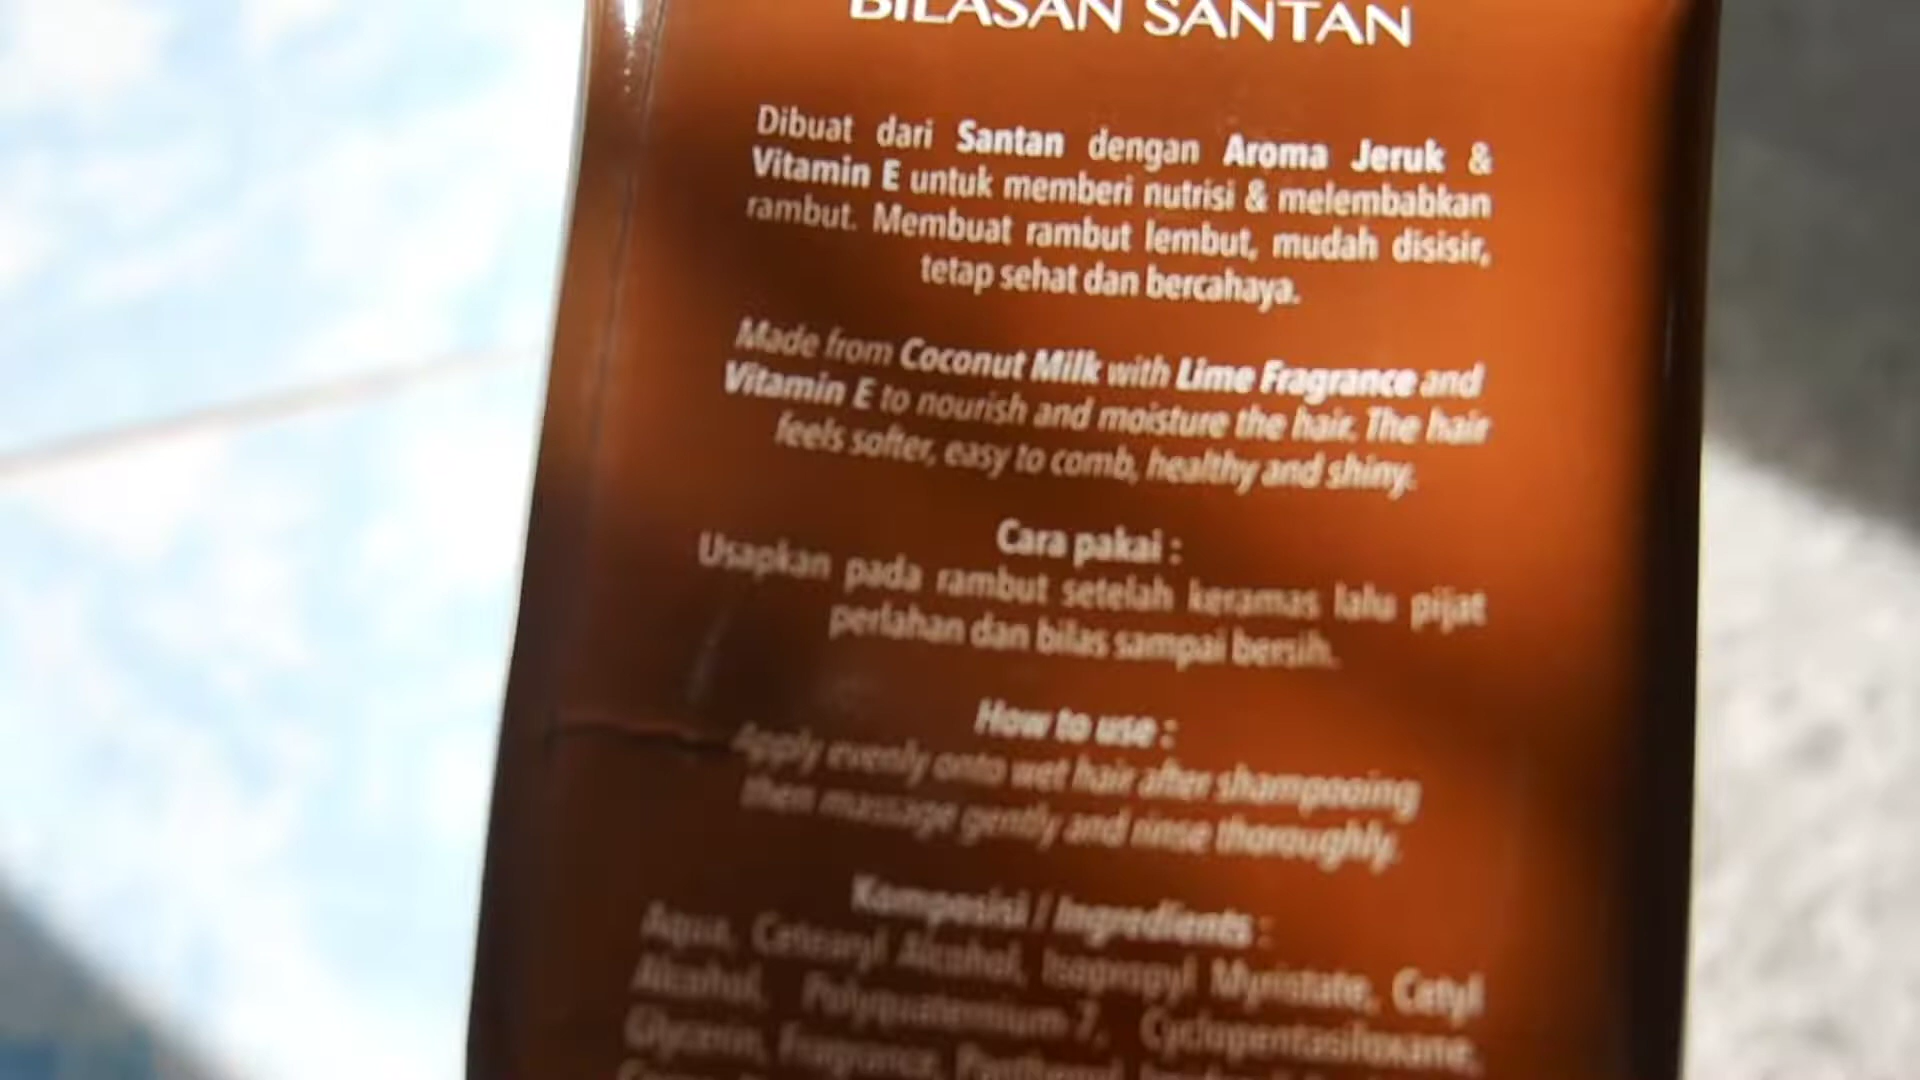 BILASAN SANTAN
Dibuat dari Santan dengan Aroma Jeruk &
Vitamin E untuk memberi nutrisi & melembabkan
rambut. Membuat rambut lembut, mudah disisir,
tetap sehat dan bercahaya.
Made from Coconut Milk with Lime Fragrance and
Vitamin E to nourish and moisture the hair. The hair
feels softer, easy to comb, healthy and shiny.
Cara pakai :
Usapkan pada rambut setelah keramas lalu pijat
perlahan dan bilas sampai bersih.
How to use :
Apply evenly onto wet hair after shampooing
then massage gently and rinse thoroughly.
Komposisi / Ingredients :
Aqua, Cetearyl Alcohol, Isopropyl Myristate, Cetyl
Alcohol, Polyquaternium-7, Cyclopentasiloxane,
Glycerin, Fragrance, Panthenol,